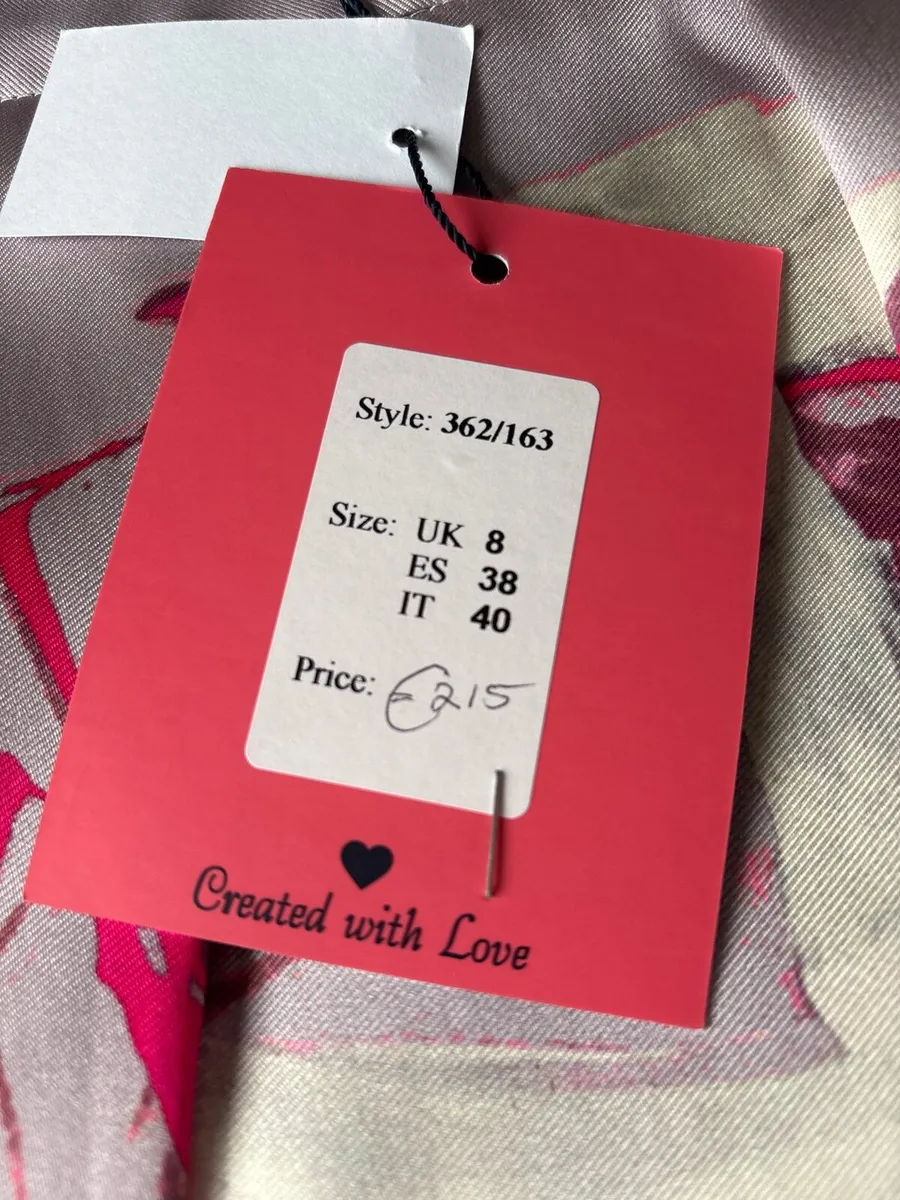 Style: 362/163
Size: UK 8
ES 38
IT 40
Price: €215
Created with Love